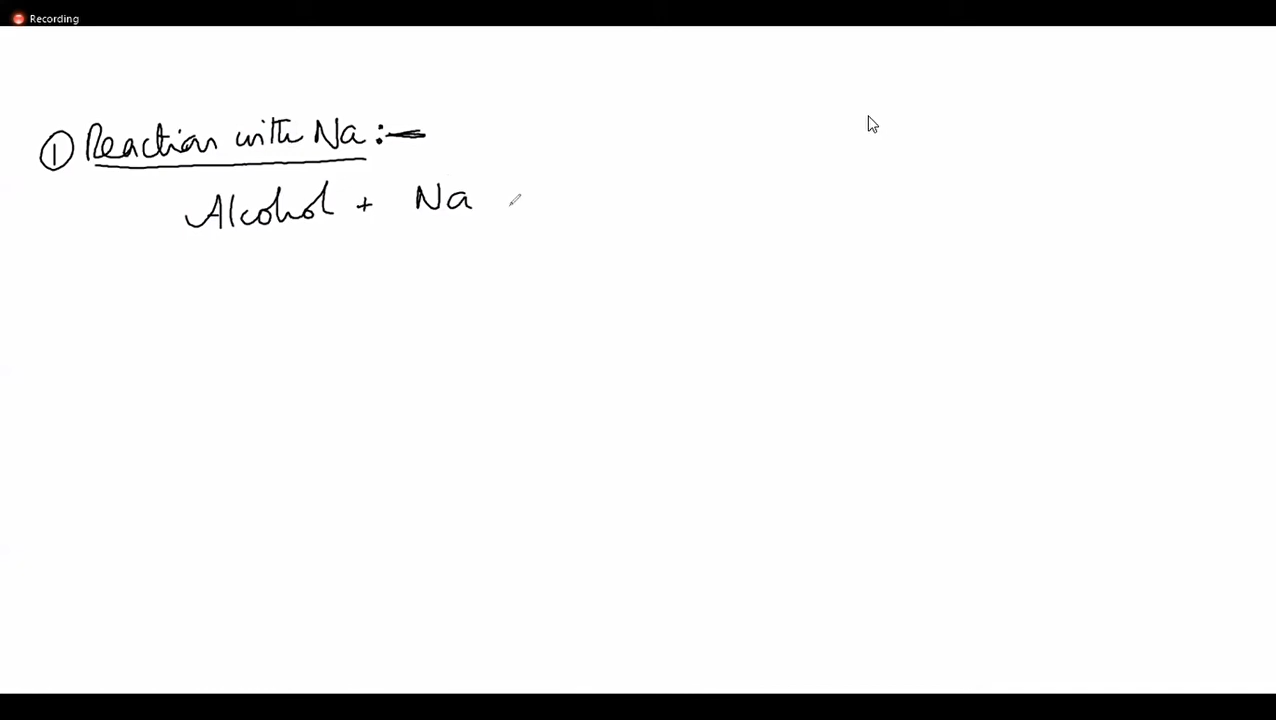 Recording
① Reaction with Na :-
Alcohol + Na